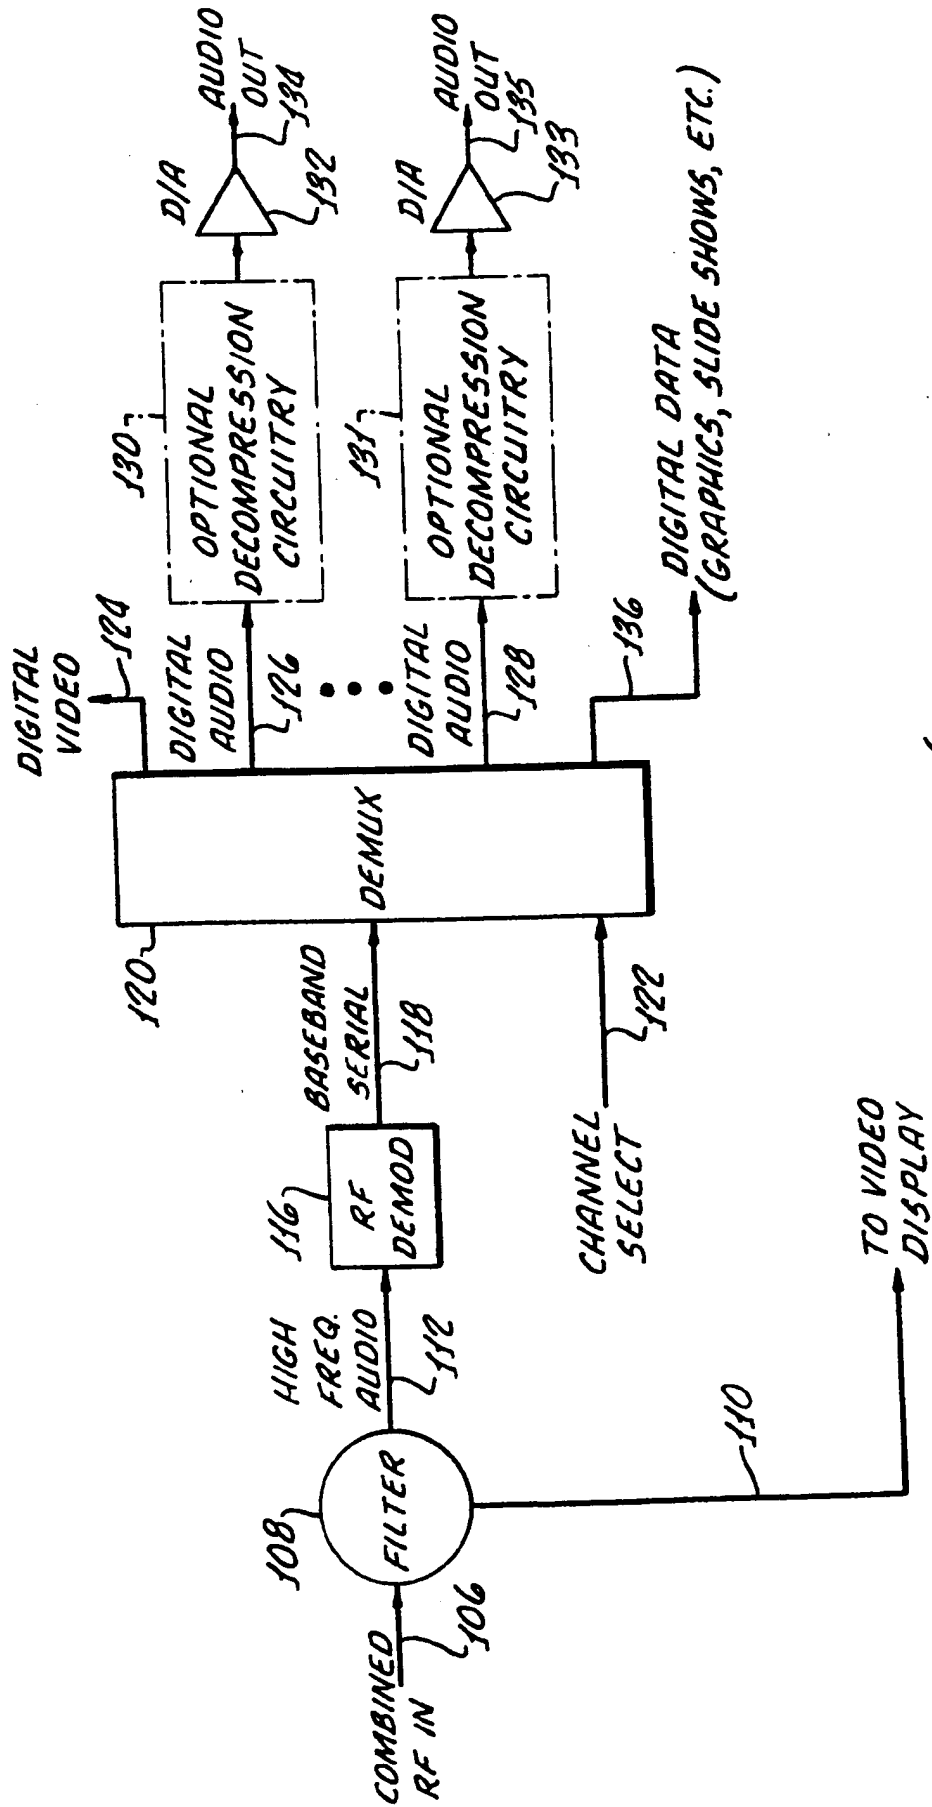 COMBINED
RF IN
106
108
FILTER
110
TO VIDEO
DISPLAY
HIGH
FREQ.
AUDIO
112
116
RF
DEMOD
BASEBAND
SERIAL
118
CHANNEL
SELECT
122
120
DEMUX
DIGITAL
VIDEO
124
DIGITAL
AUDIO
126
DIGITAL
AUDIO
128
136
DIGITAL DATA
(GRAPHICS, SLIDE SHOWS, ETC.)
130
OPTIONAL
DECOMPRESSION
CIRCUITRY
131
OPTIONAL
DECOMPRESSION
CIRCUITRY
D/A
132
AUDIO
OUT
134
D/A
133
AUDIO
OUT
135